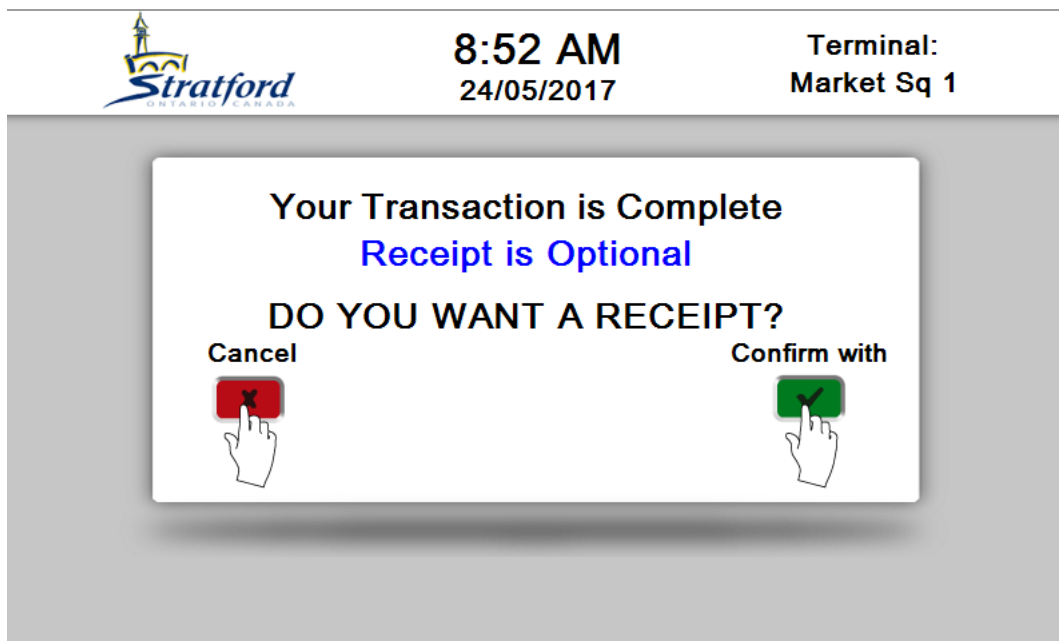 Stratford
ONTARIO CANADA
8:52 AM
24/05/2017
Terminal:
Market Sq 1
Your Transaction is Complete
Receipt is Optional
DO YOU WANT A RECEIPT?
Cancel
Confirm with